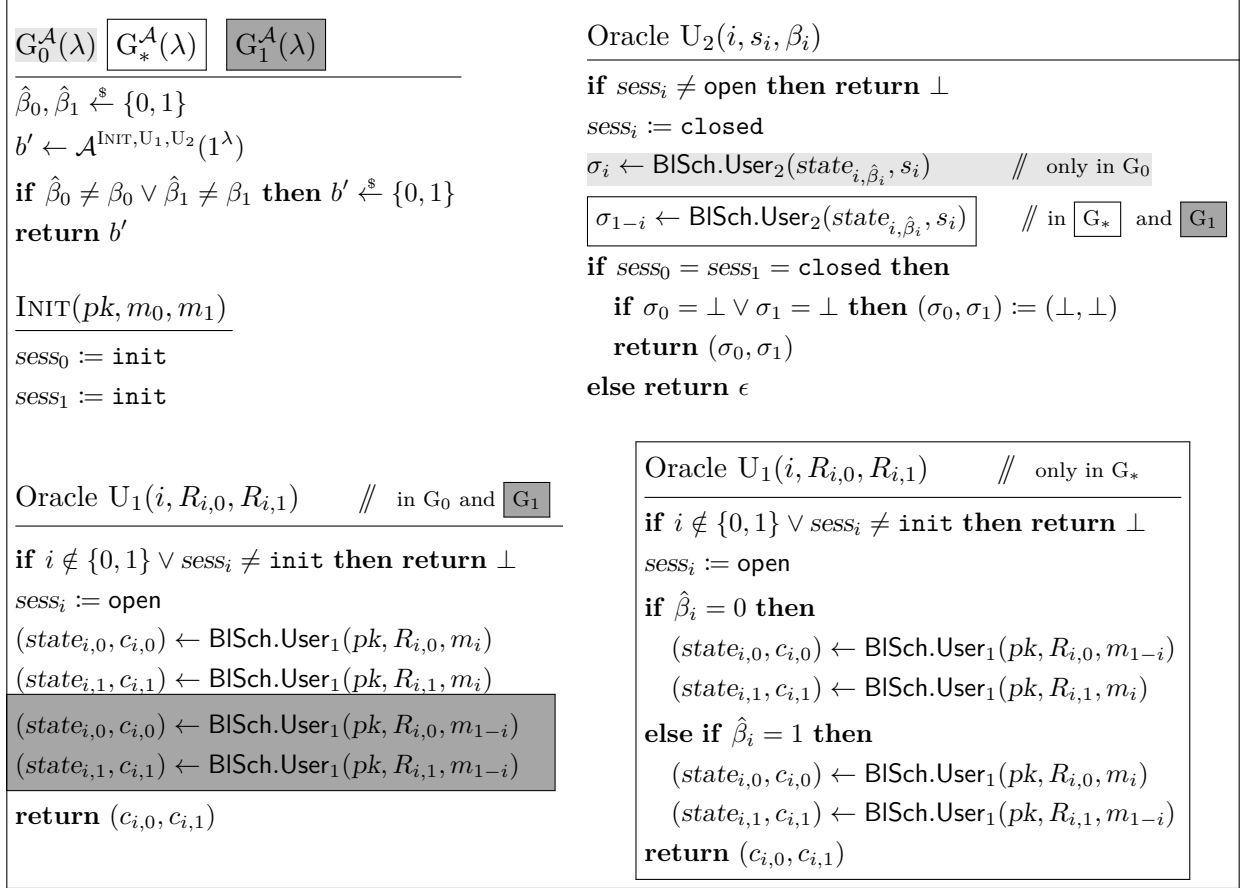 G₀^𝒜(λ) G_*^𝒜(λ) G₁^𝒜(λ)
β̂₀, β̂₁ ←$ {0, 1}
b′ ← 𝒜^{INIT,U₁,U₂}(1^λ)
if β̂₀ ≠ β₀ ∨ β̂₁ ≠ β₁ then b′ ←$ {0, 1}
return b′
INIT(pk, m₀, m₁)
sess₀ := init
sess₁ := init
Oracle U₁(i, R_{i,0}, R_{i,1}) // in G₀ and G₁
if i ∉ {0, 1} ∨ sess_i ≠ init then return ⊥
sess_i := open
(state_{i,0}, c_{i,0}) ← BlSch.User₁(pk, R_{i,0}, m_i)
(state_{i,1}, c_{i,1}) ← BlSch.User₁(pk, R_{i,1}, m_i)
(state_{i,0}, c_{i,0}) ← BlSch.User₁(pk, R_{i,0}, m_{1−i})
(state_{i,1}, c_{i,1}) ← BlSch.User₁(pk, R_{i,1}, m_{1−i})
return (c_{i,0}, c_{i,1})
Oracle U₂(i, s_i, β_i)
if sess_i ≠ open then return ⊥
sess_i := closed
σ_i ← BlSch.User₂(state_{i,β̂_i}, s_i) // only in G₀
σ_{1−i} ← BlSch.User₂(state_{i,β̂_i}, s_i) // in G_* and G₁
if sess₀ = sess₁ = closed then
if σ₀ = ⊥ ∨ σ₁ = ⊥ then (σ₀, σ₁) := (⊥, ⊥)
return (σ₀, σ₁)
else return ϵ
Oracle U₁(i, R_{i,0}, R_{i,1}) // only in G_*
if i ∉ {0, 1} ∨ sess_i ≠ init then return ⊥
sess_i := open
if β̂_i = 0 then
(state_{i,0}, c_{i,0}) ← BlSch.User₁(pk, R_{i,0}, m_{1−i})
(state_{i,1}, c_{i,1}) ← BlSch.User₁(pk, R_{i,1}, m_i)
else if β̂_i = 1 then
(state_{i,0}, c_{i,0}) ← BlSch.User₁(pk, R_{i,0}, m_i)
(state_{i,1}, c_{i,1}) ← BlSch.User₁(pk, R_{i,1}, m_{1−i})
return (c_{i,0}, c_{i,1})